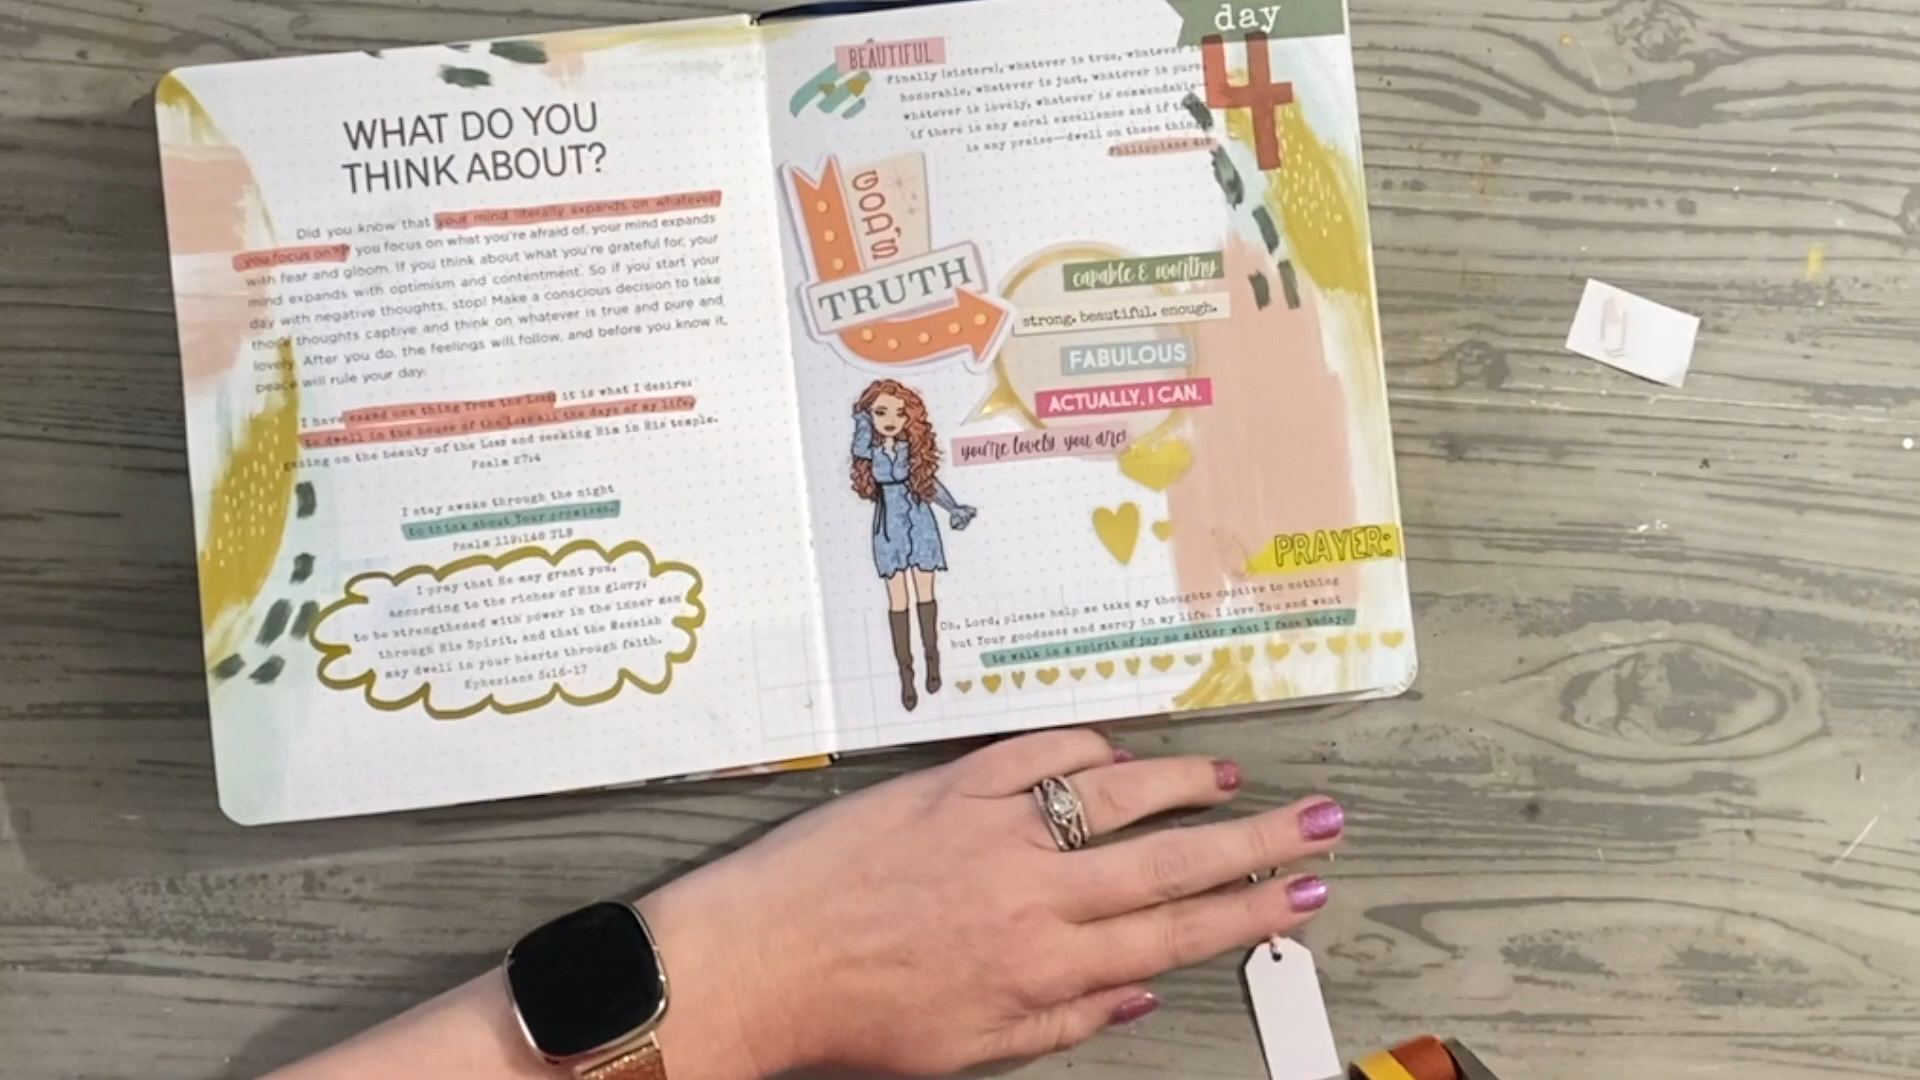 WHAT DO YOU
THINK ABOUT?
Did you know that your mind literally expands on whatever
you focus on? If you focus on what you're afraid of, your mind expands
with fear and gloom. If you think about what you're grateful for, your
mind expands with optimism and contentment. So if you start your
day with negative thoughts, stop! Make a conscious decision to take
those thoughts captive and think on whatever is true and pure and
lovely. After you do, the feelings will follow, and before you know it,
peace will rule your day.
I have asked one thing from the LORD; it is what I desire:
to dwell in the house of the LORD all the days of my life,
gazing on the beauty of the LORD and seeking Him in His temple.
Psalm 27:4
I stay awake through the night
to think about Your promises.
Psalm 119:148 TLB
I pray that He may grant you,
according to the riches of His glory,
to be strengthened with power in the inner man
through His Spirit, and that the Messiah
may dwell in your hearts through faith.
Ephesians 3:16-17
day
4
BEAUTIFUL
Finally [sisters], whatever is true, whatever is
honorable, whatever is just, whatever is pure,
whatever is lovely, whatever is commendable—
if there is any moral excellence and if there
is any praise—dwell on these things.
Philippians 4:8
GOD'S
TRUTH
capable & worthy
strong. beautiful. enough.
FABULOUS
ACTUALLY, I CAN.
you're lovely, you are!
PRAYER:
Oh, Lord, please help me take my thoughts captive to nothing
but Your goodness and mercy in my life. I love You and want
to walk in a spirit of joy no matter what I face today.